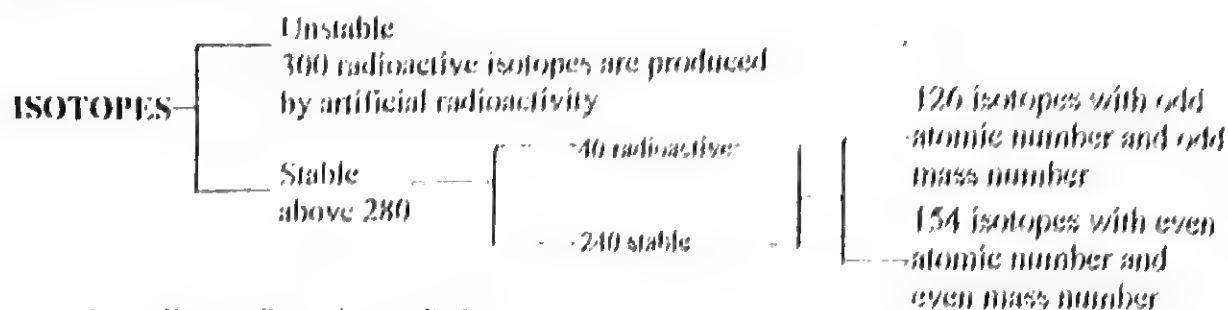 Unstable
300 radioactive isotopes are produced
by artificial radioactivity
ISOTOPES
Stable
above 280
40 radioactive
240 stable
126 isotopes with odd
atomic number and odd
mass number
154 isotopes with even
atomic number and
even mass number